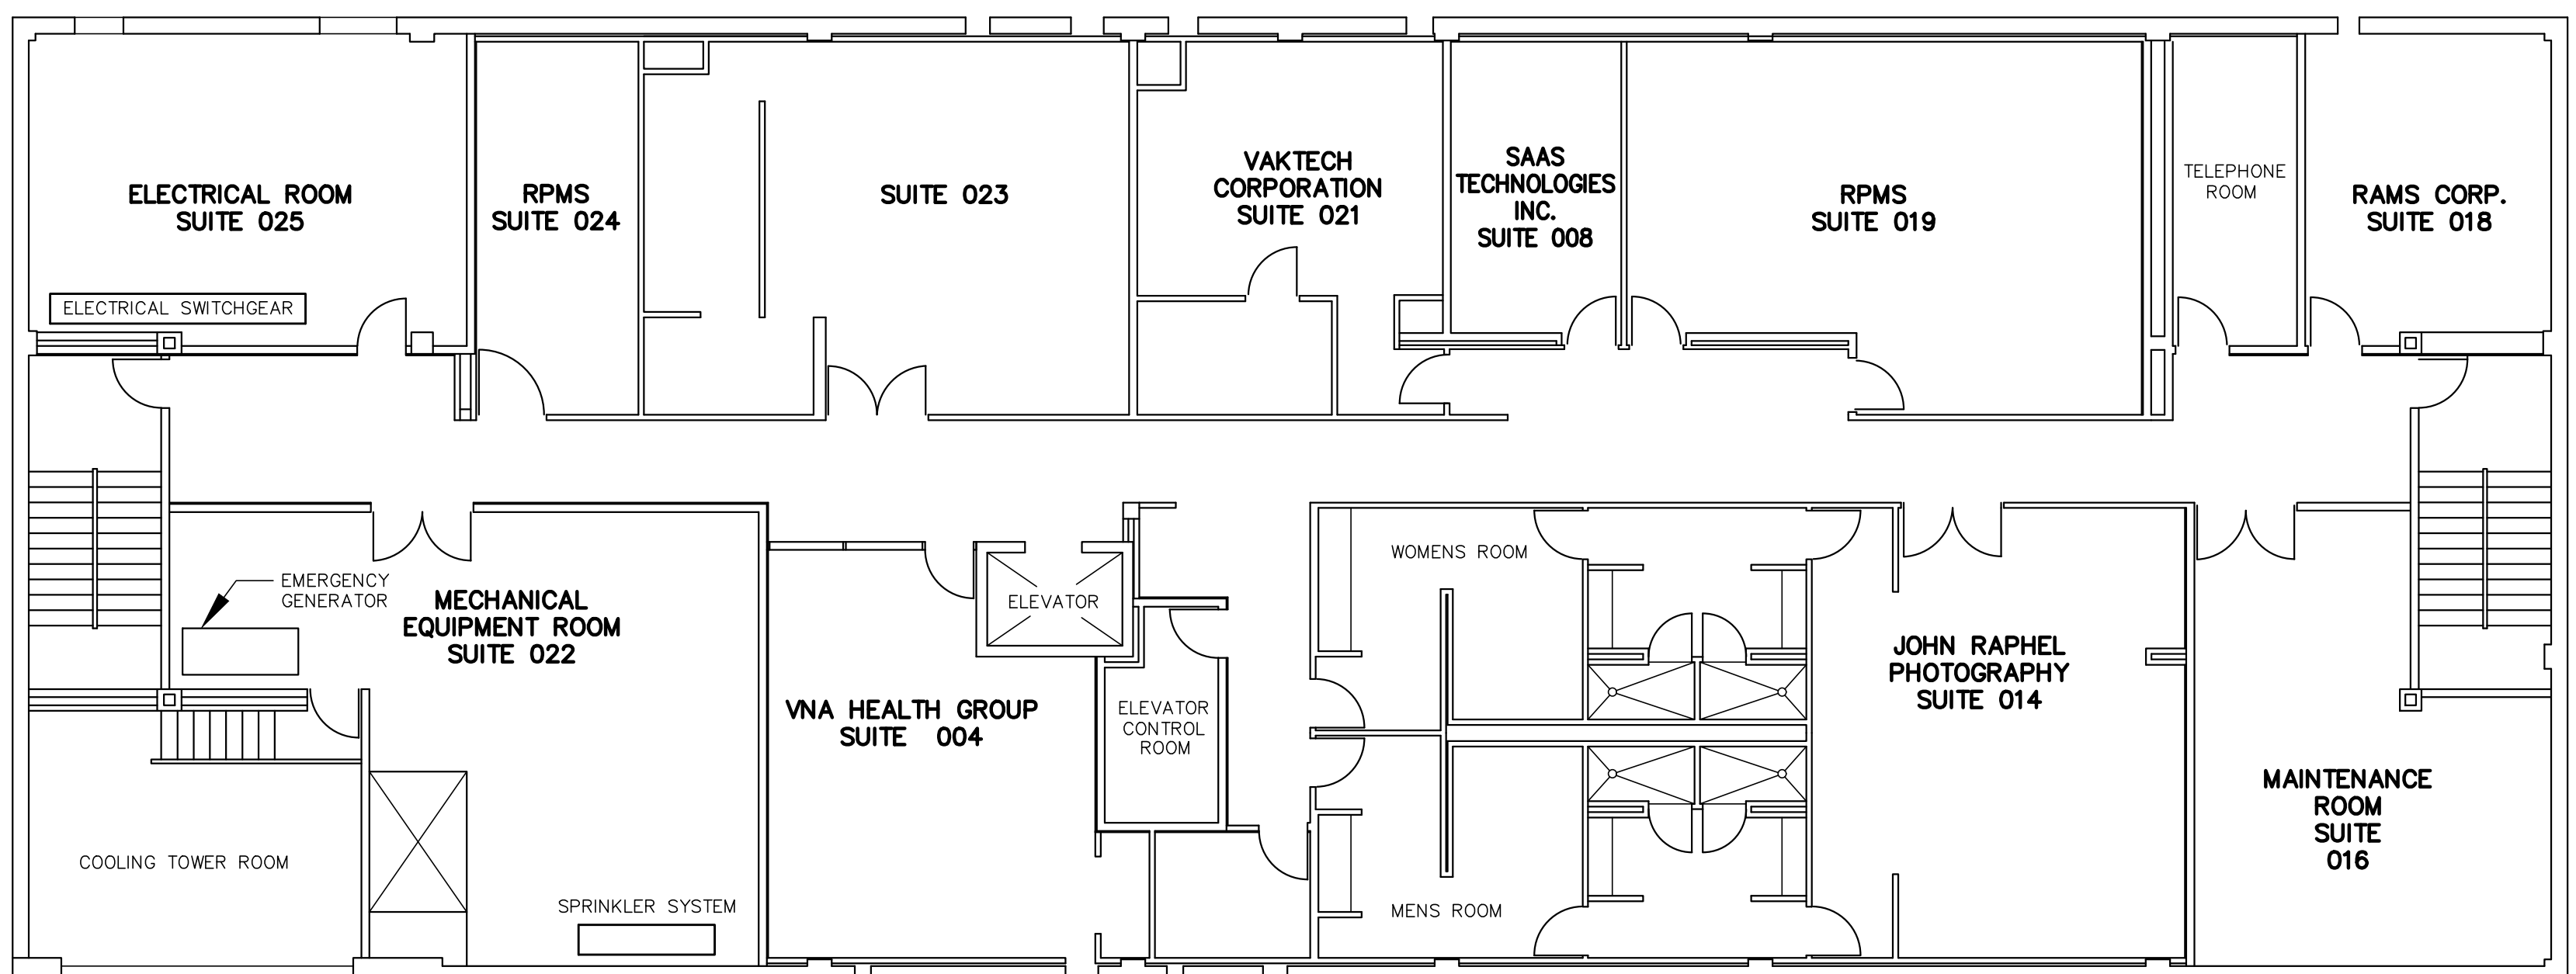 ELECTRICAL ROOM
SUITE 025
ELECTRICAL SWITCHGEAR
RPMS
SUITE 024
SUITE 023
VAKTECH
CORPORATION
SUITE 021
SAAS
TECHNOLOGIES
INC.
SUITE 008
RPMS
SUITE 019
TELEPHONE
ROOM
RAMS CORP.
SUITE 018
EMERGENCY
GENERATOR
MECHANICAL
EQUIPMENT ROOM
SUITE 022
COOLING TOWER ROOM
SPRINKLER SYSTEM
VNA HEALTH GROUP
SUITE 004
ELEVATOR
ELEVATOR
CONTROL
ROOM
WOMENS ROOM
MENS ROOM
JOHN RAPHEL
PHOTOGRAPHY
SUITE 014
MAINTENANCE
ROOM
SUITE
016